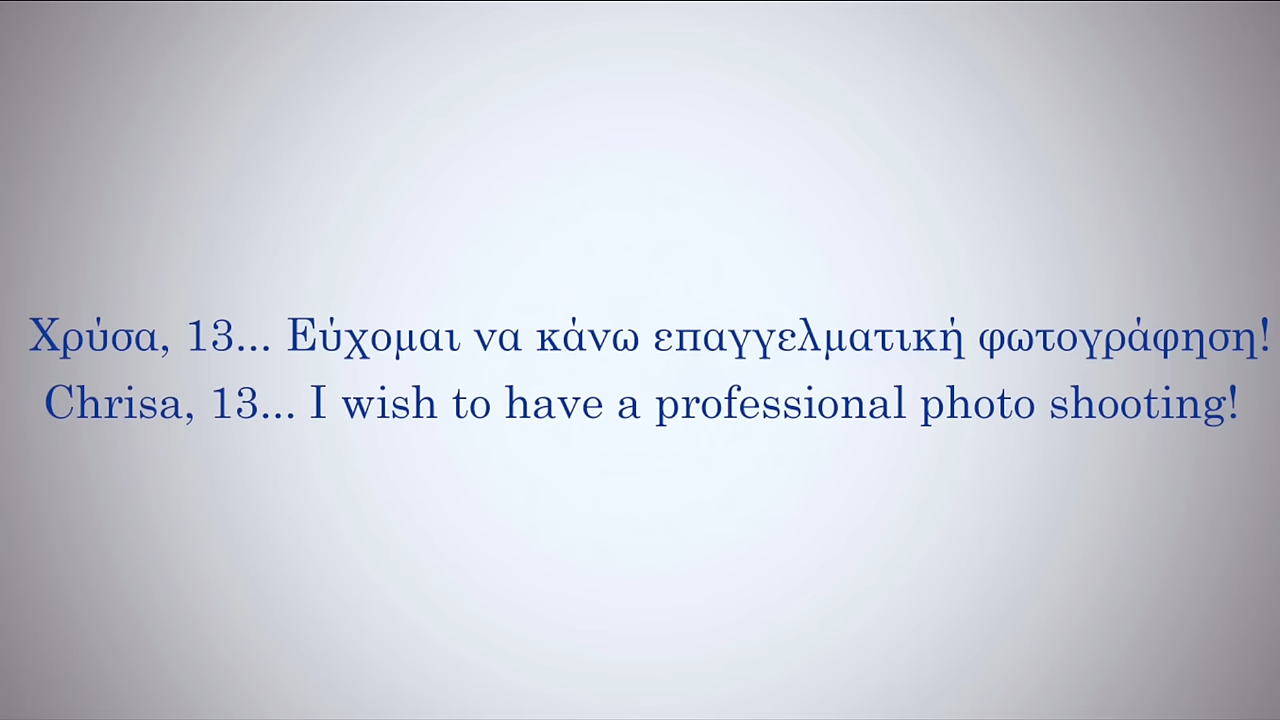 Χρύσα, 13... Εύχομαι να κάνω επαγγελματική φωτογράφηση!
Chrisa, 13... I wish to have a professional photo shooting!